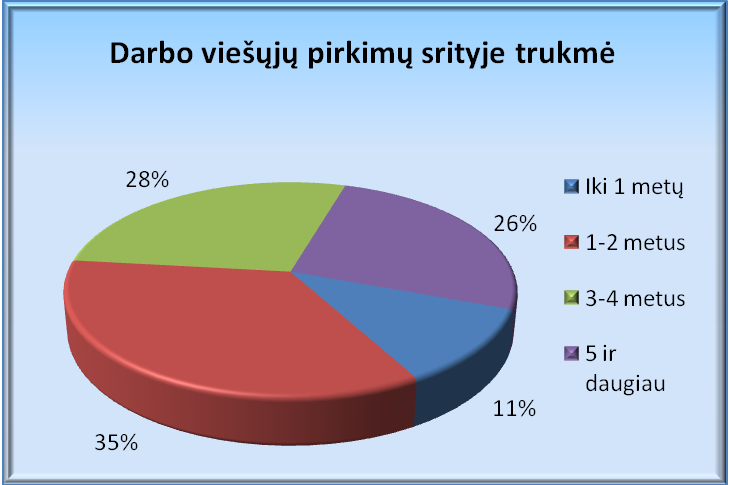 Darbo viešųjų pirkimų srityje trukmė
28%
26%
11%
35%
Iki 1 metų
1-2 metus
3-4 metus
5 ir
daugiau